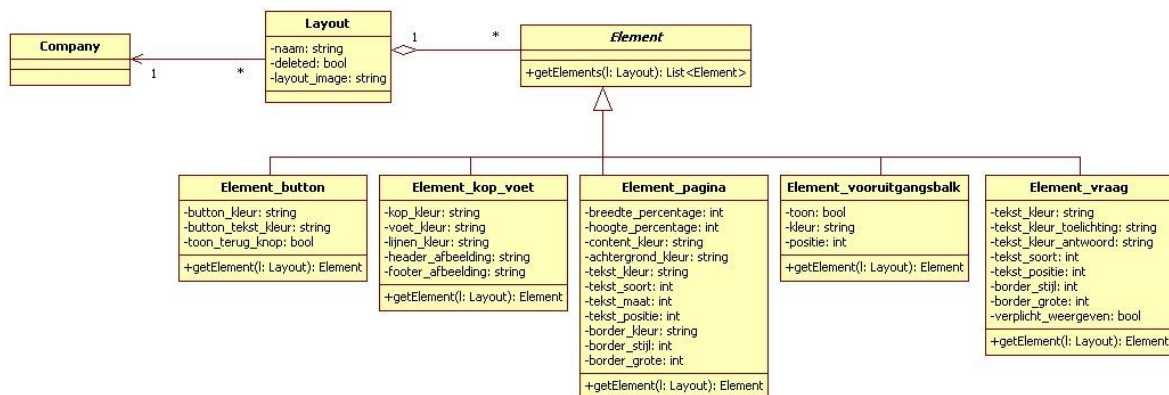 Company
1
*
Layout
-naam: string
-deleted: bool
-layout_image: string
1
*
Element
+getElements(l: Layout): List<Element>
Element_button
-button_kleur: string
-button_tekst_kleur: string
-toon_terug_knop: bool
+getElement(l: Layout): Element
Element_kop_voet
-kop_kleur: string
-voet_kleur: string
-lijnen_kleur: string
-header_afbeelding: string
-footer_afbeelding: string
+getElement(l: Layout): Element
Element_pagina
-breedte_percentage: int
-hoogte_percentage: int
-content_kleur: string
-achtergrond_kleur: string
-tekst_kleur: string
-tekst_soort: int
-tekst_maat: int
-tekst_positie: int
-border_kleur: string
-border_stijl: int
-border_grote: int
+getElement(l: Layout): Element
Element_vooruitgangsbalk
-toon: bool
-kleur: string
-positie: int
+getElement(l: Layout): Element
Element_vraag
-tekst_kleur: string
-tekst_kleur_toelichting: string
-tekst_kleur_antwoord: string
-tekst_soort: int
-tekst_positie: int
-border_stijl: int
-border_grote: int
-verplicht_weergeven: bool
+getElement(l: Layout): Element